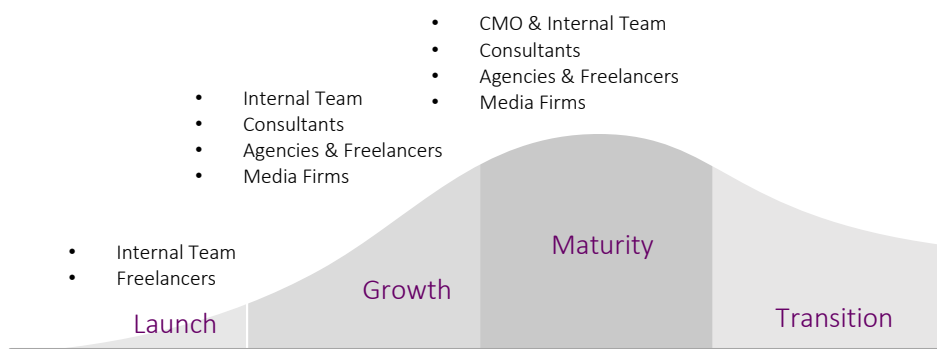 • CMO & Internal Team
• Consultants
• Agencies & Freelancers
• Media Firms
• Internal Team
• Consultants
• Agencies & Freelancers
• Media Firms
• Internal Team
• Freelancers
Launch
Growth
Maturity
Transition